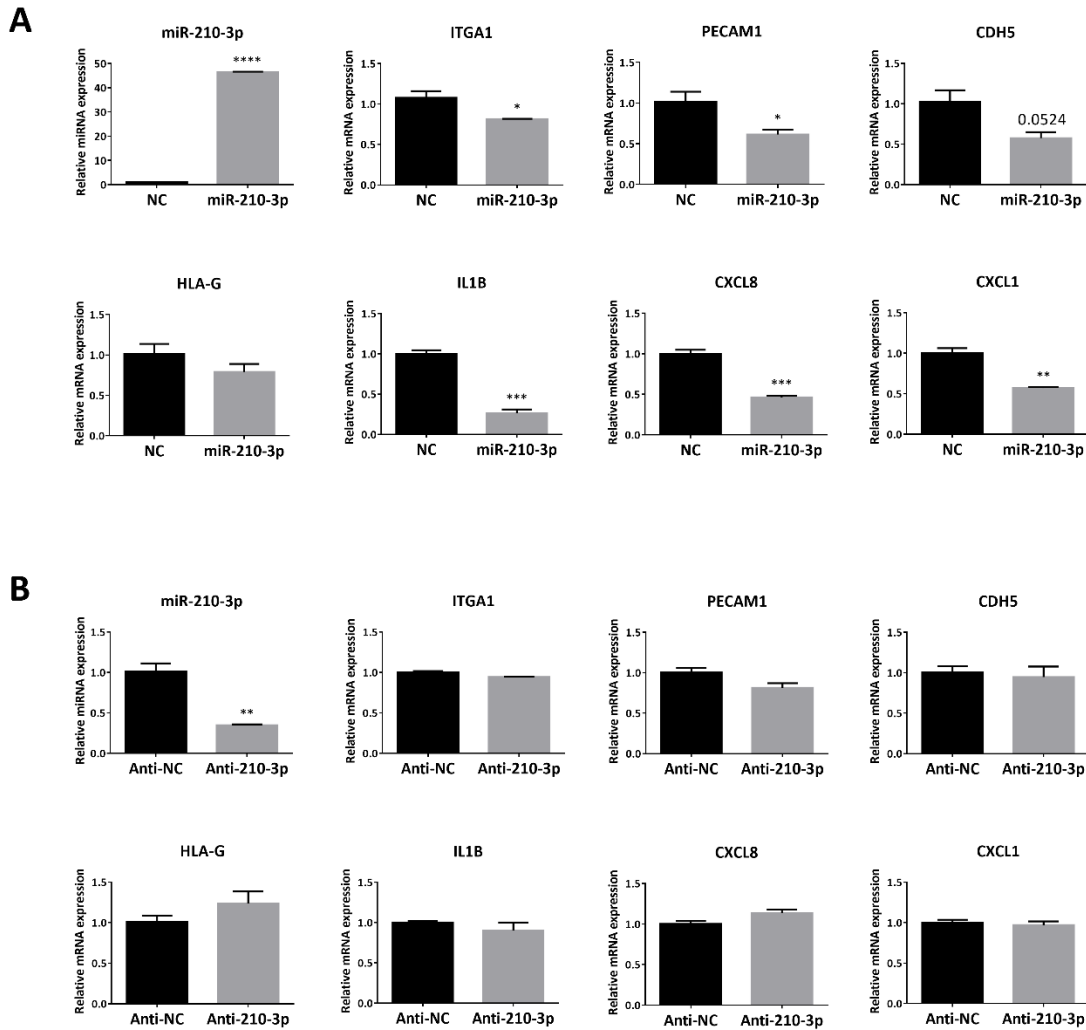 A
miR-210-3p
Relative miRNA expression
50
40
30
20
10
0
****
NC
miR-210-3p
ITGA1
Relative mRNA expression
1.5
1.0
0.5
0.0
*
NC
miR-210-3p
PECAM1
Relative mRNA expression
1.5
1.0
0.5
0.0
*
NC
miR-210-3p
CDH5
Relative mRNA expression
1.5
1.0
0.5
0.0
0.0524
NC
miR-210-3p
HLA-G
Relative mRNA expression
1.5
1.0
0.5
0.0
NC
miR-210-3p
IL1B
Relative mRNA expression
1.5
1.0
0.5
0.0
***
NC
miR-210-3p
CXCL8
Relative mRNA expression
1.5
1.0
0.5
0.0
***
NC
miR-210-3p
CXCL1
Relative mRNA expression
1.5
1.0
0.5
0.0
**
NC
miR-210-3p
B
miR-210-3p
Relative miRNA expression
1.5
1.0
0.5
0.0
**
Anti-NC
Anti-210-3p
ITGA1
Relative mRNA expression
1.5
1.0
0.5
0.0
Anti-NC
Anti-210-3p
PECAM1
Relative mRNA expression
1.5
1.0
0.5
0.0
Anti-NC
Anti-210-3p
CDH5
Relative mRNA expression
1.5
1.0
0.5
0.0
Anti-NC
Anti-210-3p
HLA-G
Relative mRNA expression
1.5
1.0
0.5
0.0
Anti-NC
Anti-210-3p
IL1B
Relative mRNA expression
1.5
1.0
0.5
0.0
Anti-NC
Anti-210-3p
CXCL8
Relative mRNA expression
1.5
1.0
0.5
0.0
Anti-NC
Anti-210-3p
CXCL1
Relative mRNA expression
1.5
1.0
0.5
0.0
Anti-NC
Anti-210-3p